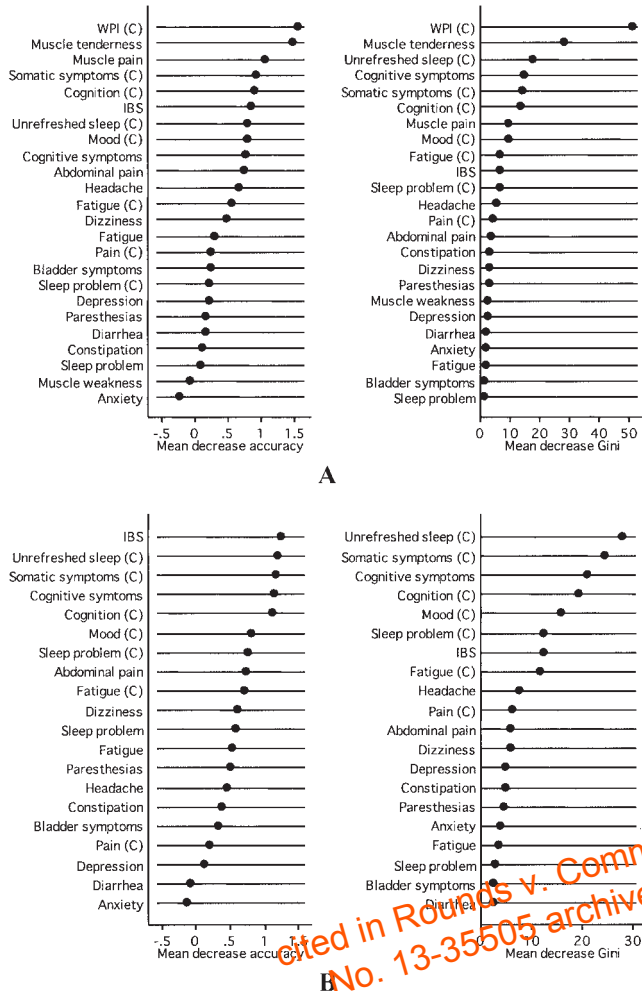 WPI (C)
Muscle tenderness
Muscle pain
Somatic symptoms (C)
Cognition (C)
IBS
Unrefreshed sleep (C)
Mood (C)
Cognitive symptoms
Abdominal pain
Headache
Fatigue (C)
Dizziness
Fatigue
Pain (C)
Bladder symptoms
Sleep problem (C)
Depression
Paresthesias
Diarrhea
Constipation
Sleep problem
Muscle weakness
Anxiety
-.5 0 .5 1 1.5
Mean decrease accuracy
WPI (C)
Muscle tenderness
Unrefreshed sleep (C)
Cognitive symptoms
Somatic symptoms (C)
Cognition (C)
Muscle pain
Mood (C)
Fatigue (C)
IBS
Sleep problem (C)
Headache
Pain (C)
Abdominal pain
Constipation
Dizziness
Paresthesias
Muscle weakness
Depression
Diarrhea
Anxiety
Fatigue
Bladder symptoms
Sleep problem
0 10 20 30 40 50
Mean decrease Gini
A
IBS
Unrefreshed sleep (C)
Somatic symptoms (C)
Cognitive symtoms
Cognition (C)
Mood (C)
Sleep problem (C)
Abdominal pain
Fatigue (C)
Dizziness
Sleep problem
Fatigue
Paresthesias
Headache
Constipation
Bladder symptoms
Pain (C)
Depression
Diarrhea
Anxiety
-.5 0 .5 1 1.5
Mean decrease accuracy
Unrefreshed sleep (C)
Somatic symptoms (C)
Cognitive symptoms
Cognition (C)
Mood (C)
Sleep problem (C)
IBS
Fatigue (C)
Headache
Pain (C)
Abdominal pain
Dizziness
Depression
Constipation
Paresthesias
Anxiety
Fatigue
Sleep problem
Bladder symptoms
Diarrhea
0 10 20 30
Mean decrease Gini
B
cited in Rounds v. Comm
No. 13-35505 archive